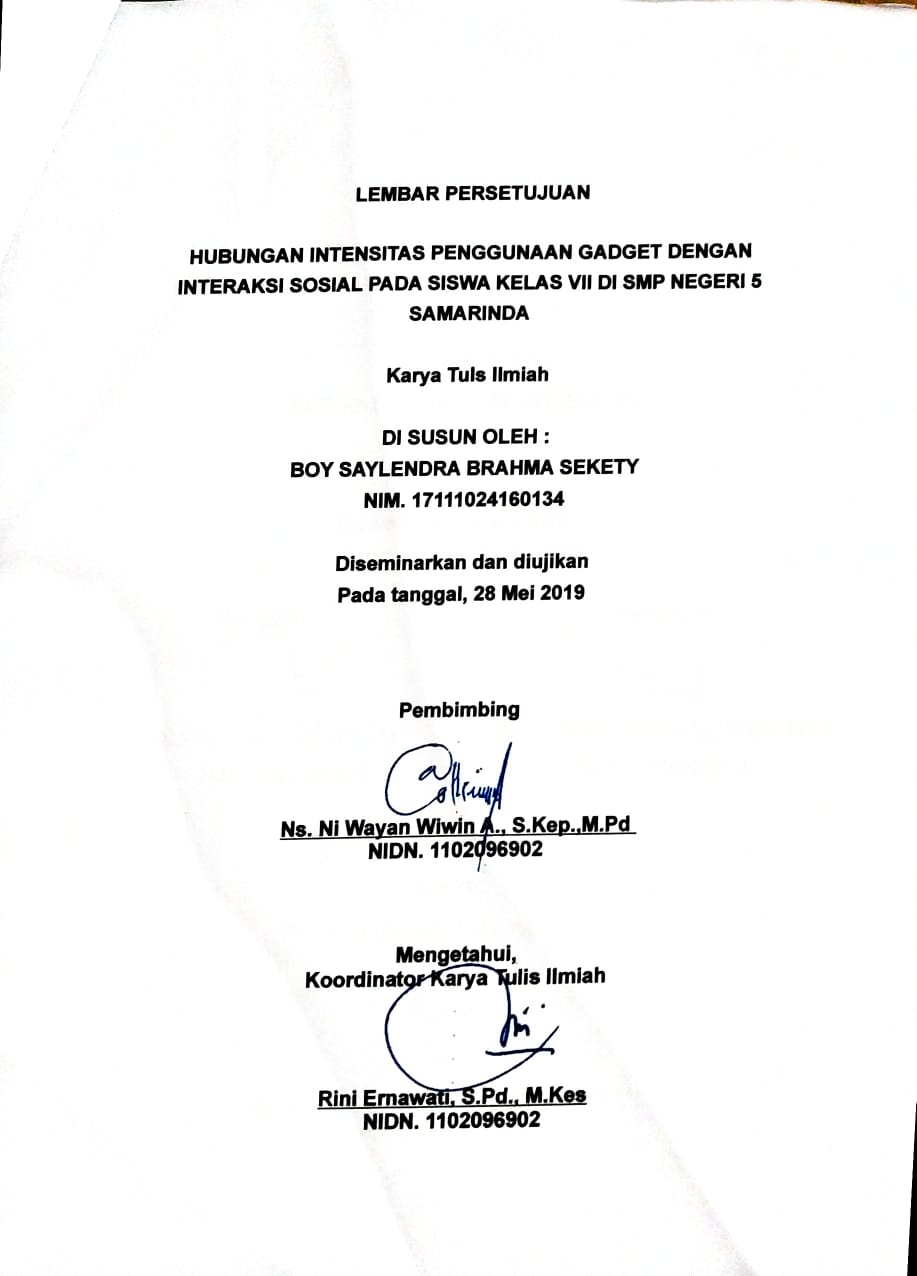 LEMBAR PERSETUJUAN
HUBUNGAN INTENSITAS PENGGUNAAN GADGET DENGAN
INTERAKSI SOSIAL PADA SISWA KELAS VII DI SMP NEGERI 5
SAMARINDA
Karya Tuls Ilmiah
DI SUSUN OLEH :
BOY SAYLENDRA BRAHMA SEKETY
NIM. 17111024160134
Diseminarkan dan diujikan
Pada tanggal, 28 Mei 2019
Pembimbing
Ns. Ni Wayan Wiwin A., S.Kep.,M.Pd
NIDN. 1102096902
Mengetahui,
Koordinator Karya Tulis Ilmiah
Rini Ernawati, S.Pd., M.Kes
NIDN. 1102096902